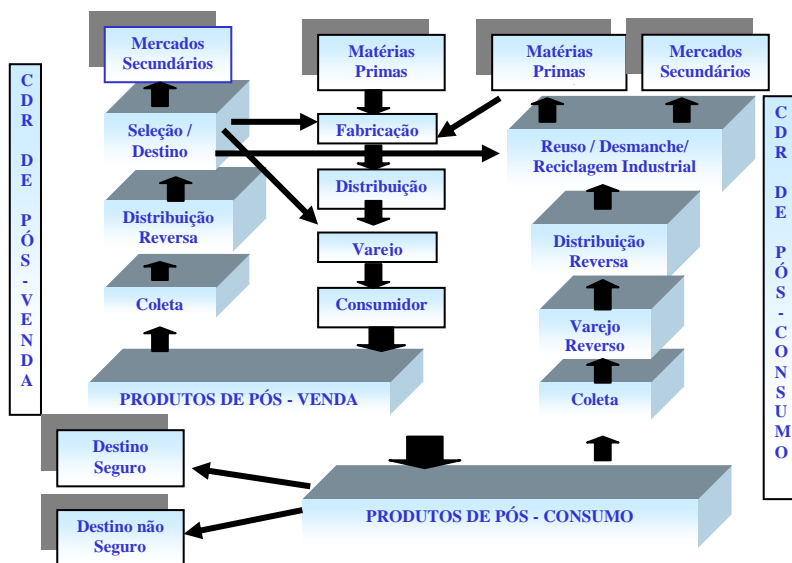 Mercados
Secundários
Matérias
Primas
Matérias
Primas
Mercados
Secundários
CDR DE PÓS-VENDA
Seleção /
Destino
Fabricação
Reuso / Desmanche/
Reciclagem Industrial
CDR DE PÓS-CONSUMO
Distribuição
Distribuição
Reversa
Varejo
Distribuição
Reversa
Coleta
Consumidor
Varejo
Reverso
PRODUTOS DE PÓS - VENDA
Coleta
Destino
Seguro
PRODUTOS DE PÓS - CONSUMO
Destino não
Seguro